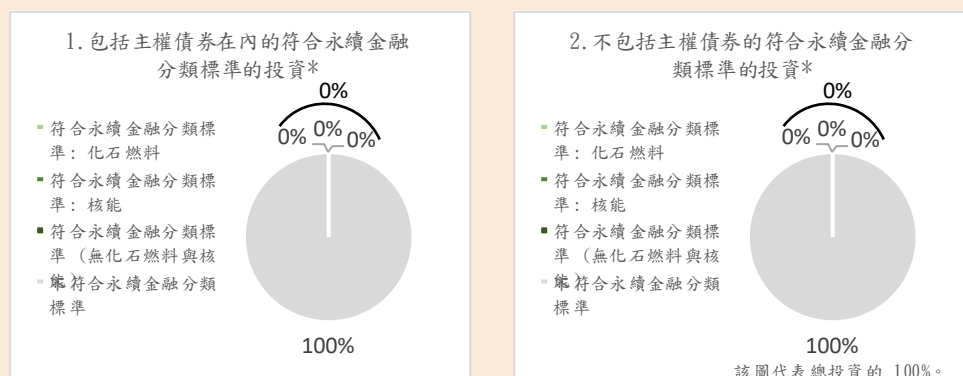 1.包括主權債券在內的符合永續金融
分類標準的投資*
0%
0% 0% 0%
符合永續金融分類標
準：化石燃料
符合永續金融分類標
準：核能
符合永續金融分類標
準（無化石燃料與核
能）
不符合永續金融分類
標準
100%
2.不包括主權債券的符合永續金融分
類標準的投資*
0%
0% 0% 0%
符合永續金融分類標
準：化石燃料
符合永續金融分類標
準：核能
符合永續金融分類標
準（無化石燃料與核
能）
不符合永續金融分類
標準
100%
該圖代表總投資的 100%。